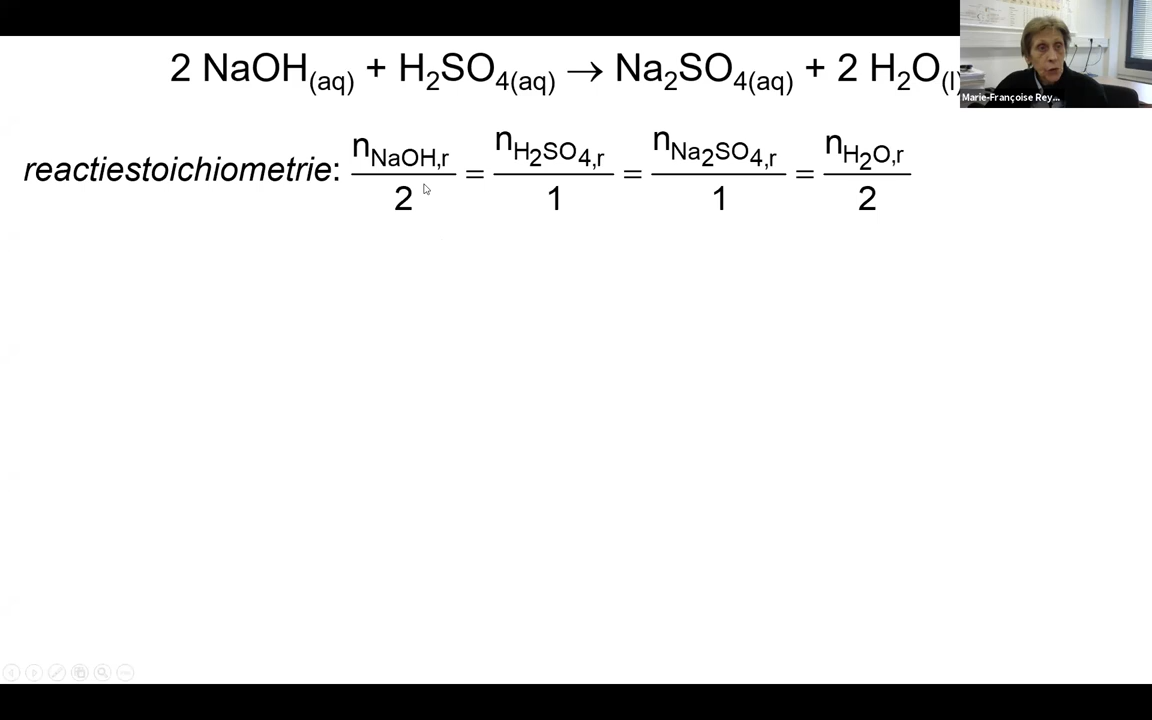 2 NaOH(aq) + H2SO4(aq) → Na2SO4(aq) + 2 H2O(l)
Marie-Françoise Rey...
reactiestoichiometrie: nNaOH,r/2 = nH2SO4,r/1 = nNa2SO4,r/1 = nH2O,r/2